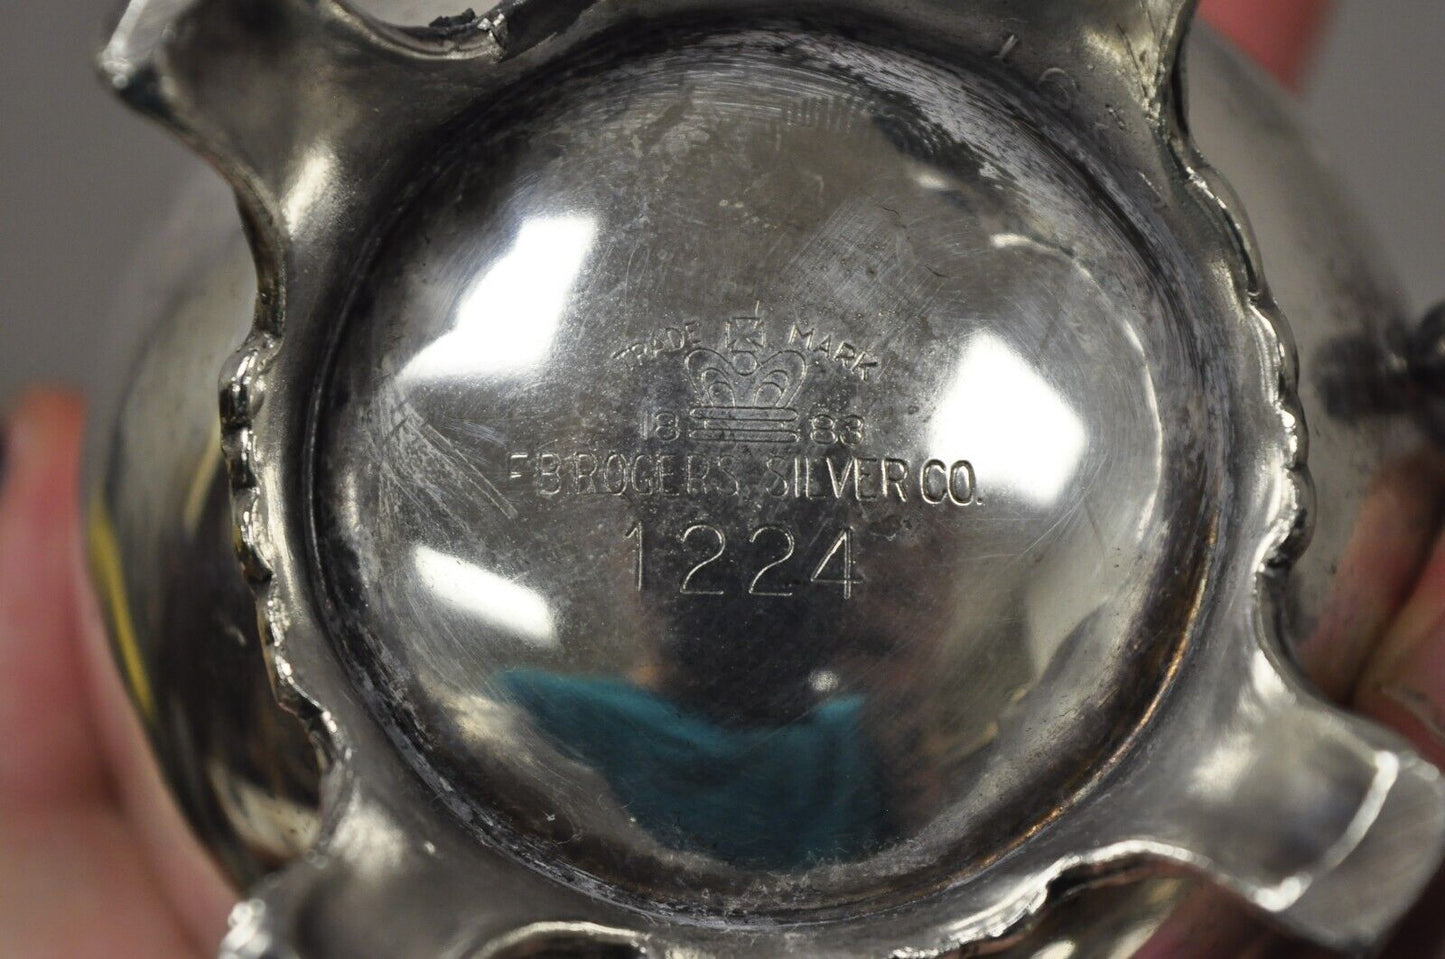 TRADE MARK
1883
F.B.ROGERS SILVER CO.
1224